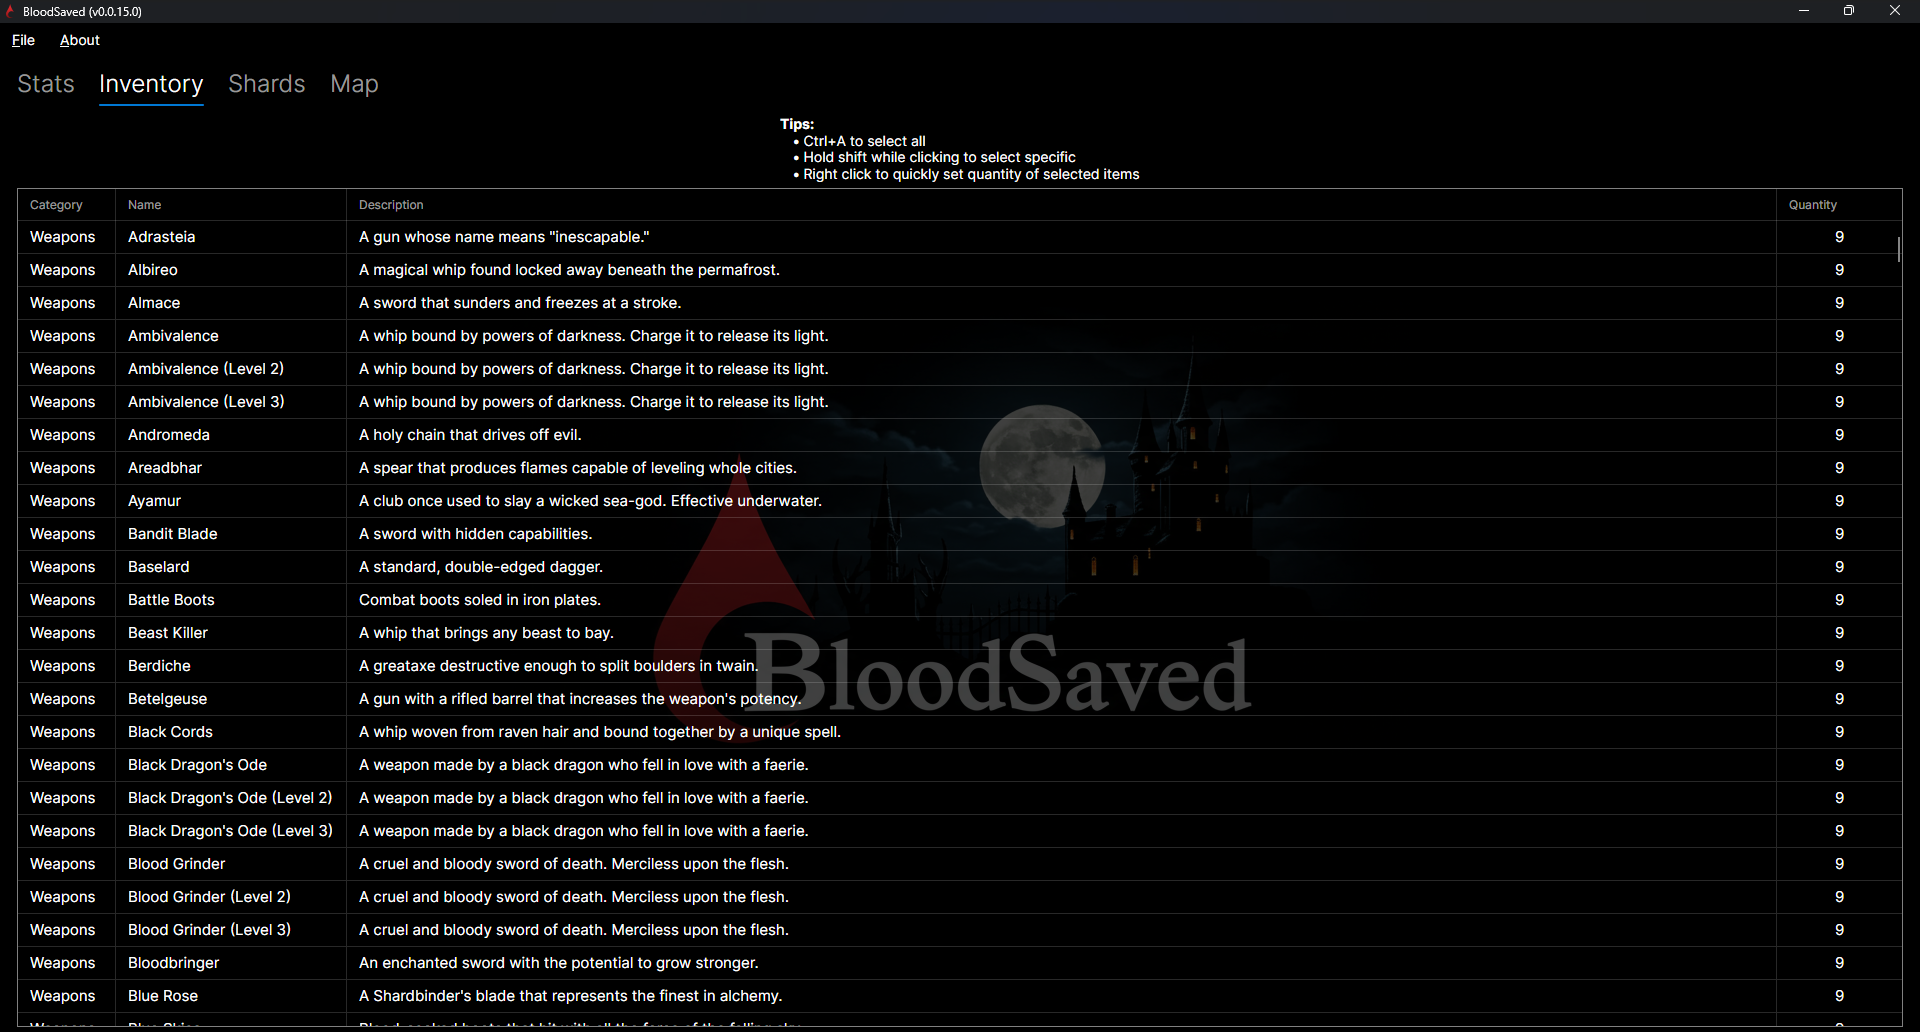 BloodSaved (v0.0.15.0)
File About
Stats Inventory Shards Map
Tips:
• Ctrl+A to select all
• Hold shift while clicking to select specific
• Right click to quickly set quantity of selected items
Category Name Description Quantity
Weapons Adrasteia A gun whose name means "inescapable." 9
Weapons Albireo A magical whip found locked away beneath the permafrost. 9
Weapons Almace A sword that sunders and freezes at a stroke. 9
Weapons Ambivalence A whip bound by powers of darkness. Charge it to release its light. 9
Weapons Ambivalence (Level 2) A whip bound by powers of darkness. Charge it to release its light. 9
Weapons Ambivalence (Level 3) A whip bound by powers of darkness. Charge it to release its light. 9
Weapons Andromeda A holy chain that drives off evil. 9
Weapons Areadbhar A spear that produces flames capable of leveling whole cities. 9
Weapons Ayamur A club once used to slay a wicked sea-god. Effective underwater. 9
Weapons Bandit Blade A sword with hidden capabilities. 9
Weapons Baselard A standard, double-edged dagger. 9
Weapons Battle Boots Combat boots soled in iron plates. 9
Weapons Beast Killer A whip that brings any beast to bay. 9
Weapons Berdiche A greataxe destructive enough to split boulders in twain. 9
BloodSaved
Weapons Betelgeuse A gun with a rifled barrel that increases the weapon's potency. 9
Weapons Black Cords A whip woven from raven hair and bound together by a unique spell. 9
Weapons Black Dragon's Ode A weapon made by a black dragon who fell in love with a faerie. 9
Weapons Black Dragon's Ode (Level 2) A weapon made by a black dragon who fell in love with a faerie. 9
Weapons Black Dragon's Ode (Level 3) A weapon made by a black dragon who fell in love with a faerie. 9
Weapons Blood Grinder A cruel and bloody sword of death. Merciless upon the flesh. 9
Weapons Blood Grinder (Level 2) A cruel and bloody sword of death. Merciless upon the flesh. 9
Weapons Blood Grinder (Level 3) A cruel and bloody sword of death. Merciless upon the flesh. 9
Weapons Bloodbringer An enchanted sword with the potential to grow stronger. 9
Weapons Blue Rose A Shardbinder's blade that represents the finest in alchemy. 9